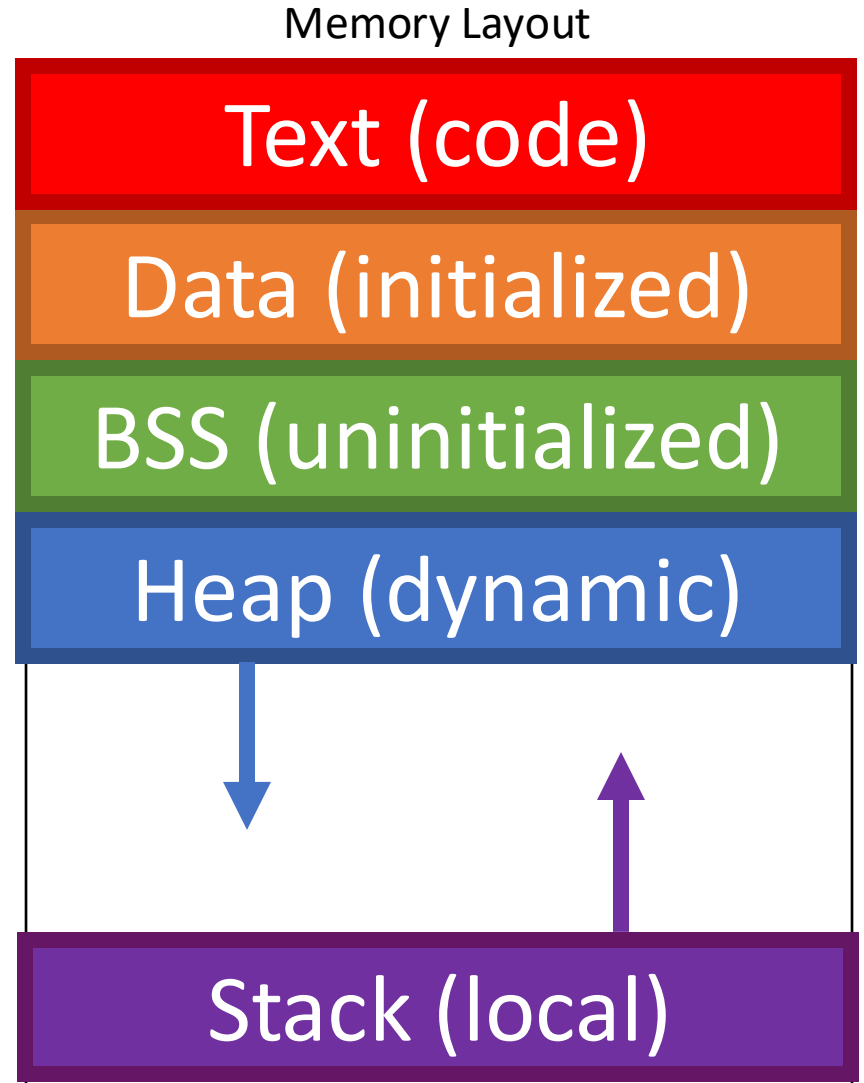 Memory Layout
Text (code)
Data (initialized)
BSS (uninitialized)
Heap (dynamic)
Stack (local)